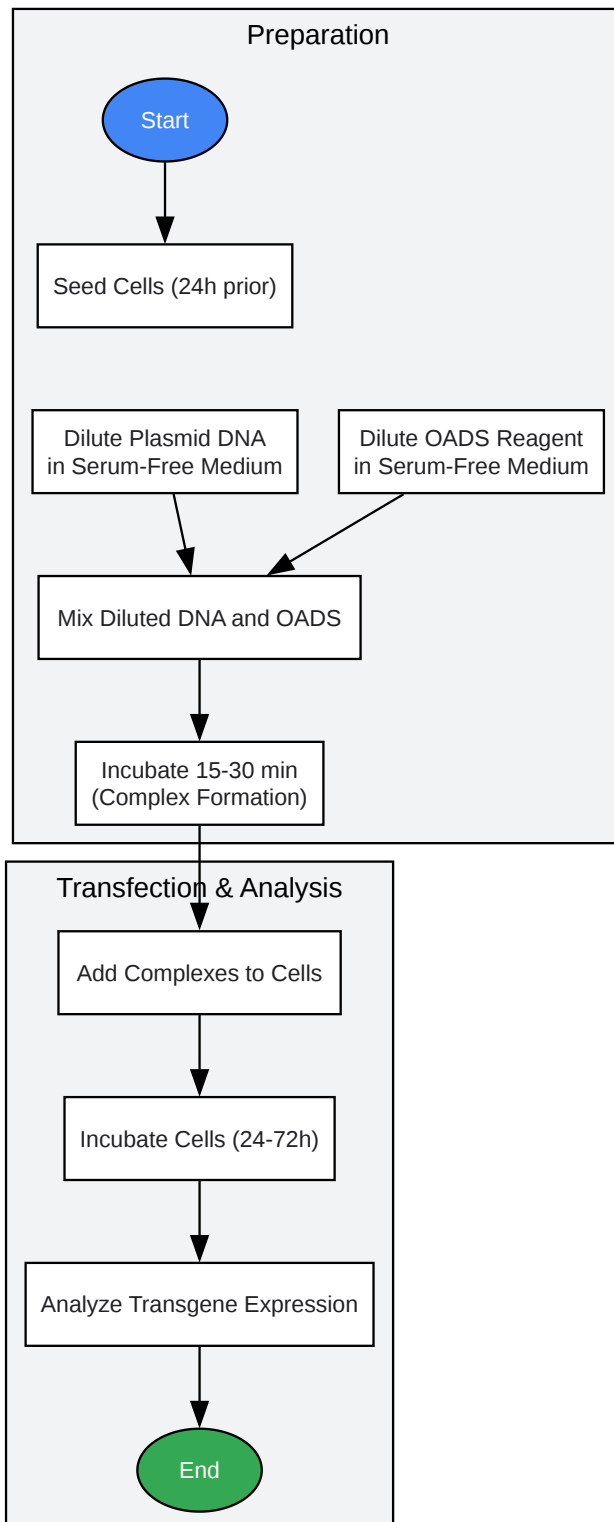 Preparation
Start
Seed Cells (24h prior)
Dilute Plasmid DNA
in Serum-Free Medium
Dilute OADS Reagent
in Serum-Free Medium
Mix Diluted DNA and OADS
Incubate 15-30 min
(Complex Formation)
Transfection & Analysis
Add Complexes to Cells
Incubate Cells (24-72h)
Analyze Transgene Expression
End